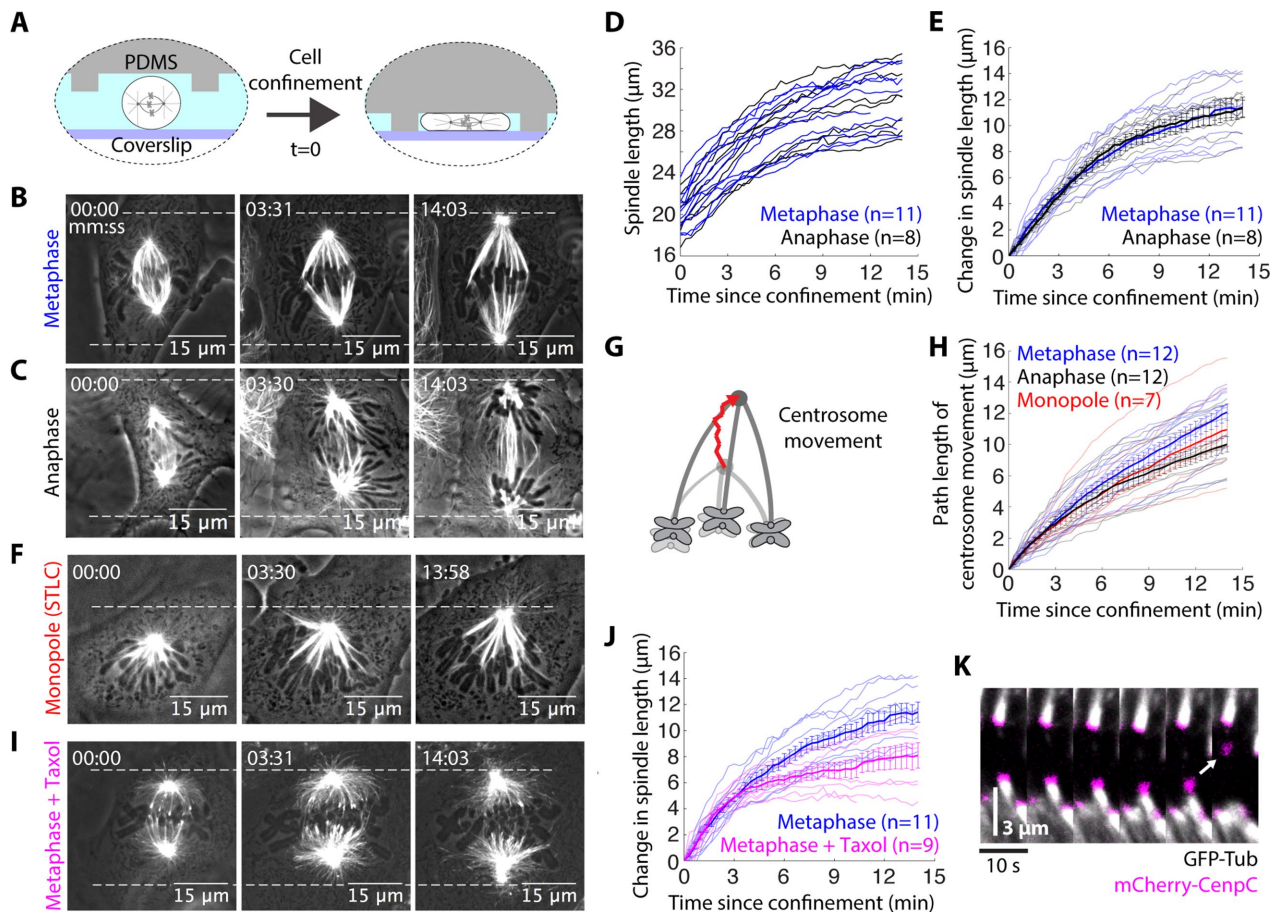 A
PDMS
Cell
confinement
t=0
Coverslip
B
Metaphase
00:00
mm:ss
03:31
14:03
15 µm
15 µm
15 µm
C
Anaphase
00:00
03:30
14:03
15 µm
15 µm
15 µm
D
Spindle length (µm)
36
32
28
24
20
16
Metaphase (n=11)
Anaphase (n=8)
0
3
6
9
12
15
Time since confinement (min)
E
Change in spindle length (µm)
16
14
12
10
8
6
4
2
0
Metaphase (n=11)
Anaphase (n=8)
0
3
6
9
12
15
Time since confinement (min)
F
Monopole (STLC)
00:00
03:30
13:58
15 µm
15 µm
15 µm
G
Centrosome
movement
H
Path length of
centrosome movement (µm)
16
14
12
10
8
6
4
2
0
Metaphase (n=12)
Anaphase (n=12)
Monopole (n=7)
0
3
6
9
12
15
Time since confinement (min)
I
Metaphase + Taxol
00:00
03:31
14:03
15 µm
15 µm
15 µm
J
Change in spindle length (µm)
16
14
12
10
8
6
4
2
0
Metaphase (n=11)
Metaphase + Taxol (n=9)
0
3
6
9
12
15
Time since confinement (min)
K
3 µm
10 s
GFP-Tub
mCherry-CenpC